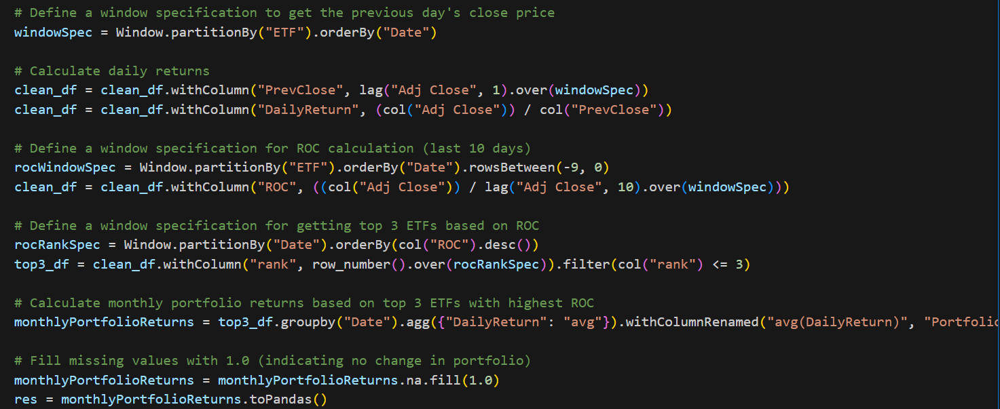 # Define a window specification to get the previous day's close price
windowSpec = Window.partitionBy("ETF").orderBy("Date")
# Calculate daily returns
clean_df = clean_df.withColumn("PrevClose", lag("Adj Close", 1).over(windowSpec))
clean_df = clean_df.withColumn("DailyReturn", (col("Adj Close")) / col("PrevClose"))
# Define a window specification for ROC calculation (last 10 days)
rocWindowSpec = Window.partitionBy("ETF").orderBy("Date").rowsBetween(-9, 0)
clean_df = clean_df.withColumn("ROC", ((col("Adj Close")) / lag("Adj Close", 10).over(windowSpec)))
# Define a window specification for getting top 3 ETFs based on ROC
rocRankSpec = Window.partitionBy("Date").orderBy(col("ROC").desc())
top3_df = clean_df.withColumn("rank", row_number().over(rocRankSpec)).filter(col("rank") <= 3)
# Calculate monthly portfolio returns based on top 3 ETFs with highest ROC
monthlyPortfolioReturns = top3_df.groupby("Date").agg({"DailyReturn": "avg"}).withColumnRenamed("avg(DailyReturn)", "Portfolio
# Fill missing values with 1.0 (indicating no change in portfolio)
monthlyPortfolioReturns = monthlyPortfolioReturns.na.fill(1.0)
res = monthlyPortfolioReturns.toPandas()